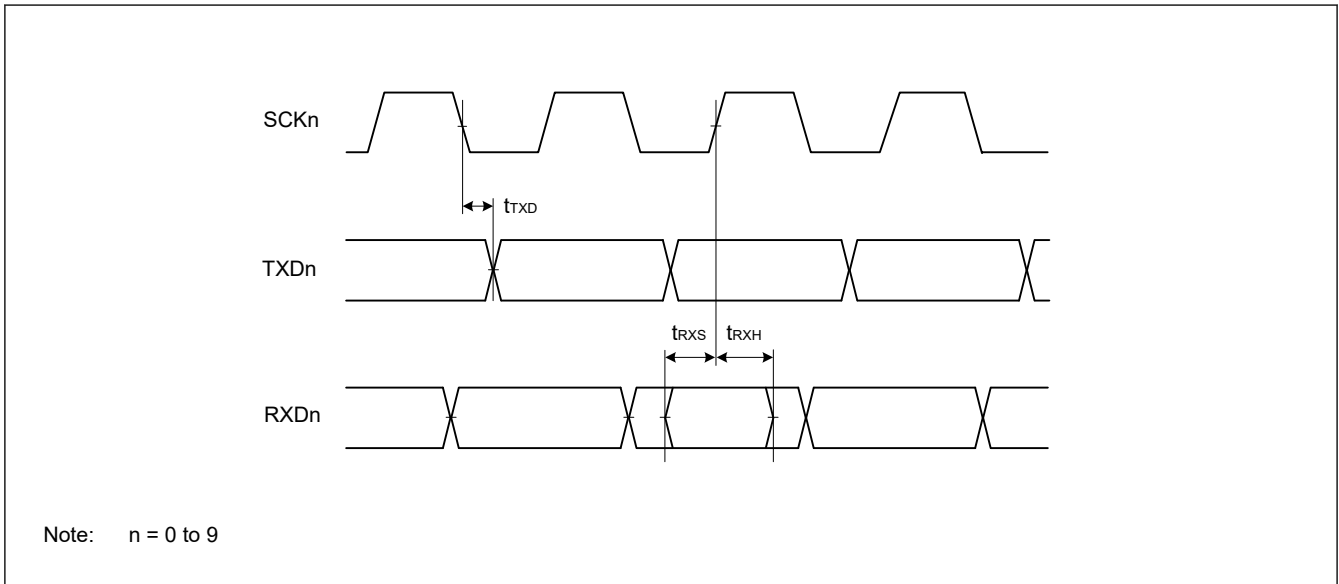 SCKn
tTXD
TXDn
tRXS tRXH
RXDn
Note: n = 0 to 9